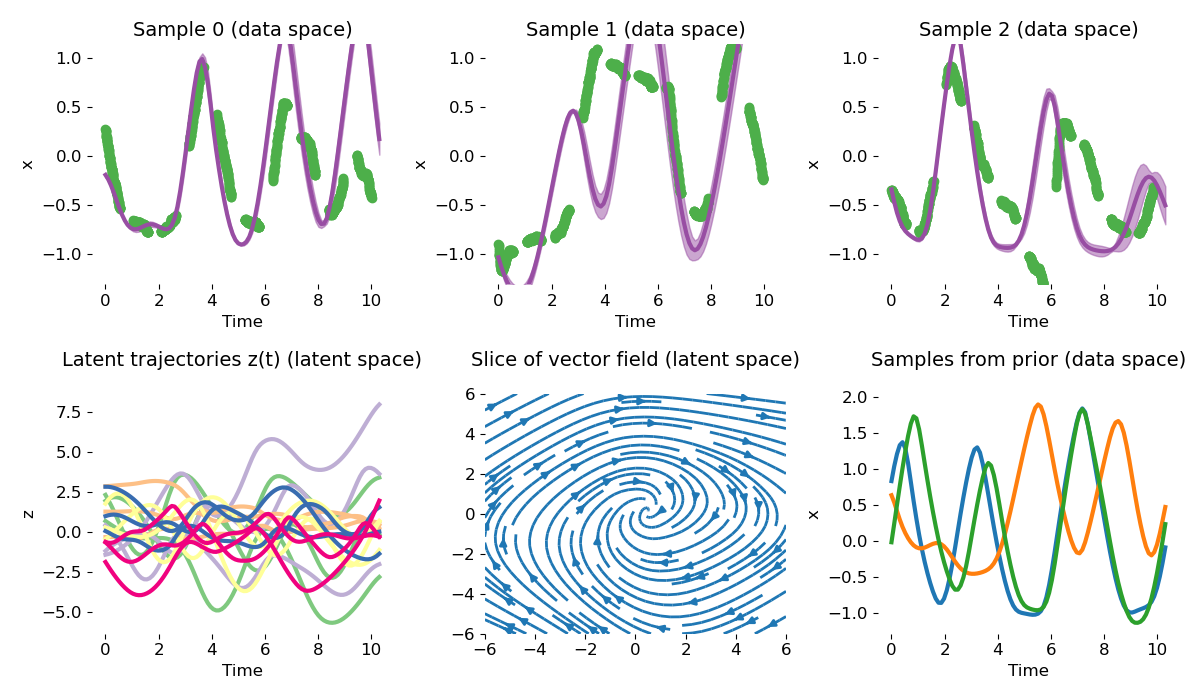 Sample 0 (data space)
Sample 1 (data space)
Sample 2 (data space)
1.0
0.5
0.0
−0.5
−1.0
x
0 2 4 6 8 10
Time
1.0
0.5
0.0
−0.5
−1.0
x
0 2 4 6 8 10
Time
1.0
0.5
0.0
−0.5
−1.0
x
0 2 4 6 8 10
Time
Latent trajectories z(t) (latent space)
Slice of vector field (latent space)
Samples from prior (data space)
7.5
5.0
2.5
0.0
−2.5
−5.0
z
0 2 4 6 8 10
Time
6
4
2
0
−2
−4
−6
−6 −4 −2 0 2 4 6
2.0
1.5
1.0
0.5
0.0
−0.5
−1.0
x
0 2 4 6 8 10
Time